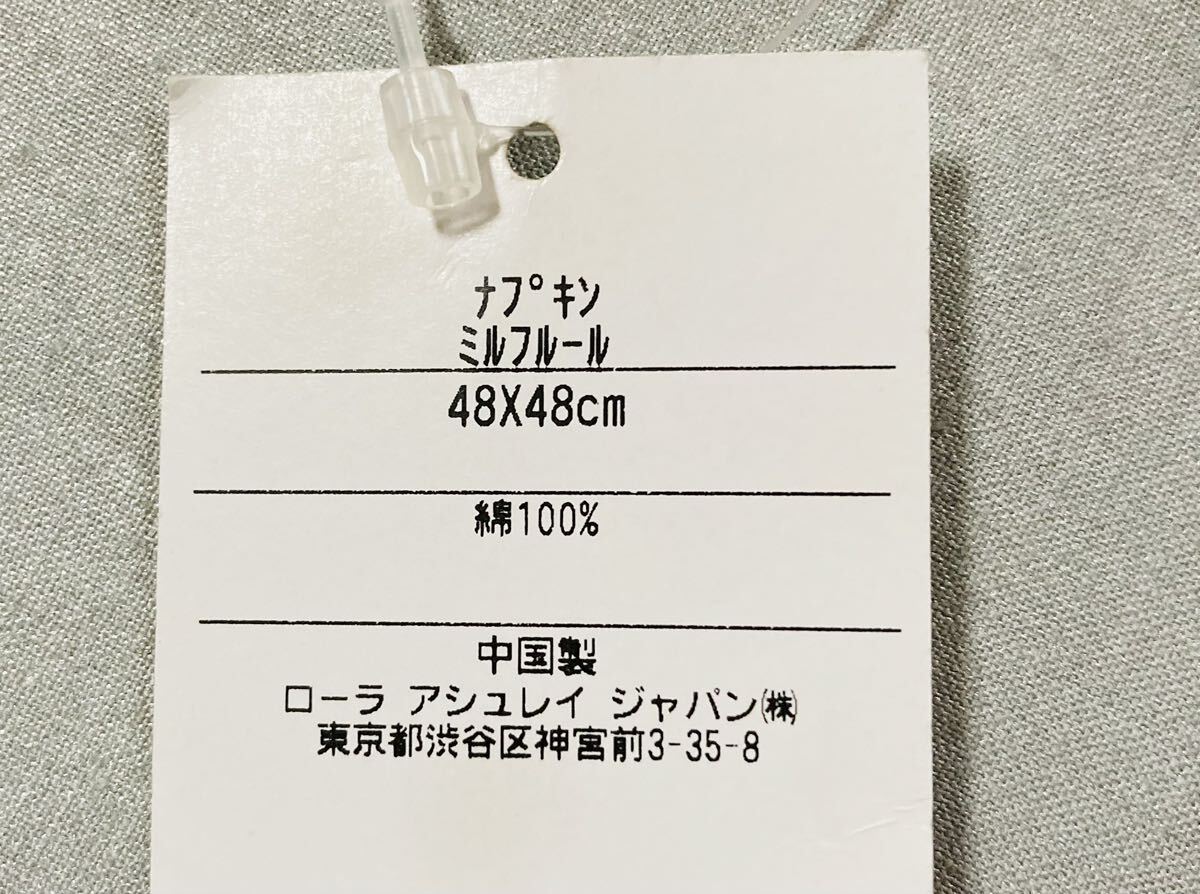 ﾅﾌﾟｷﾝ
ﾐﾙﾌﾙｰﾙ
48X48cm
綿100%
中国製
ローラ アシュレイ ジャパン㈱
東京都渋谷区神宮前3-35-8